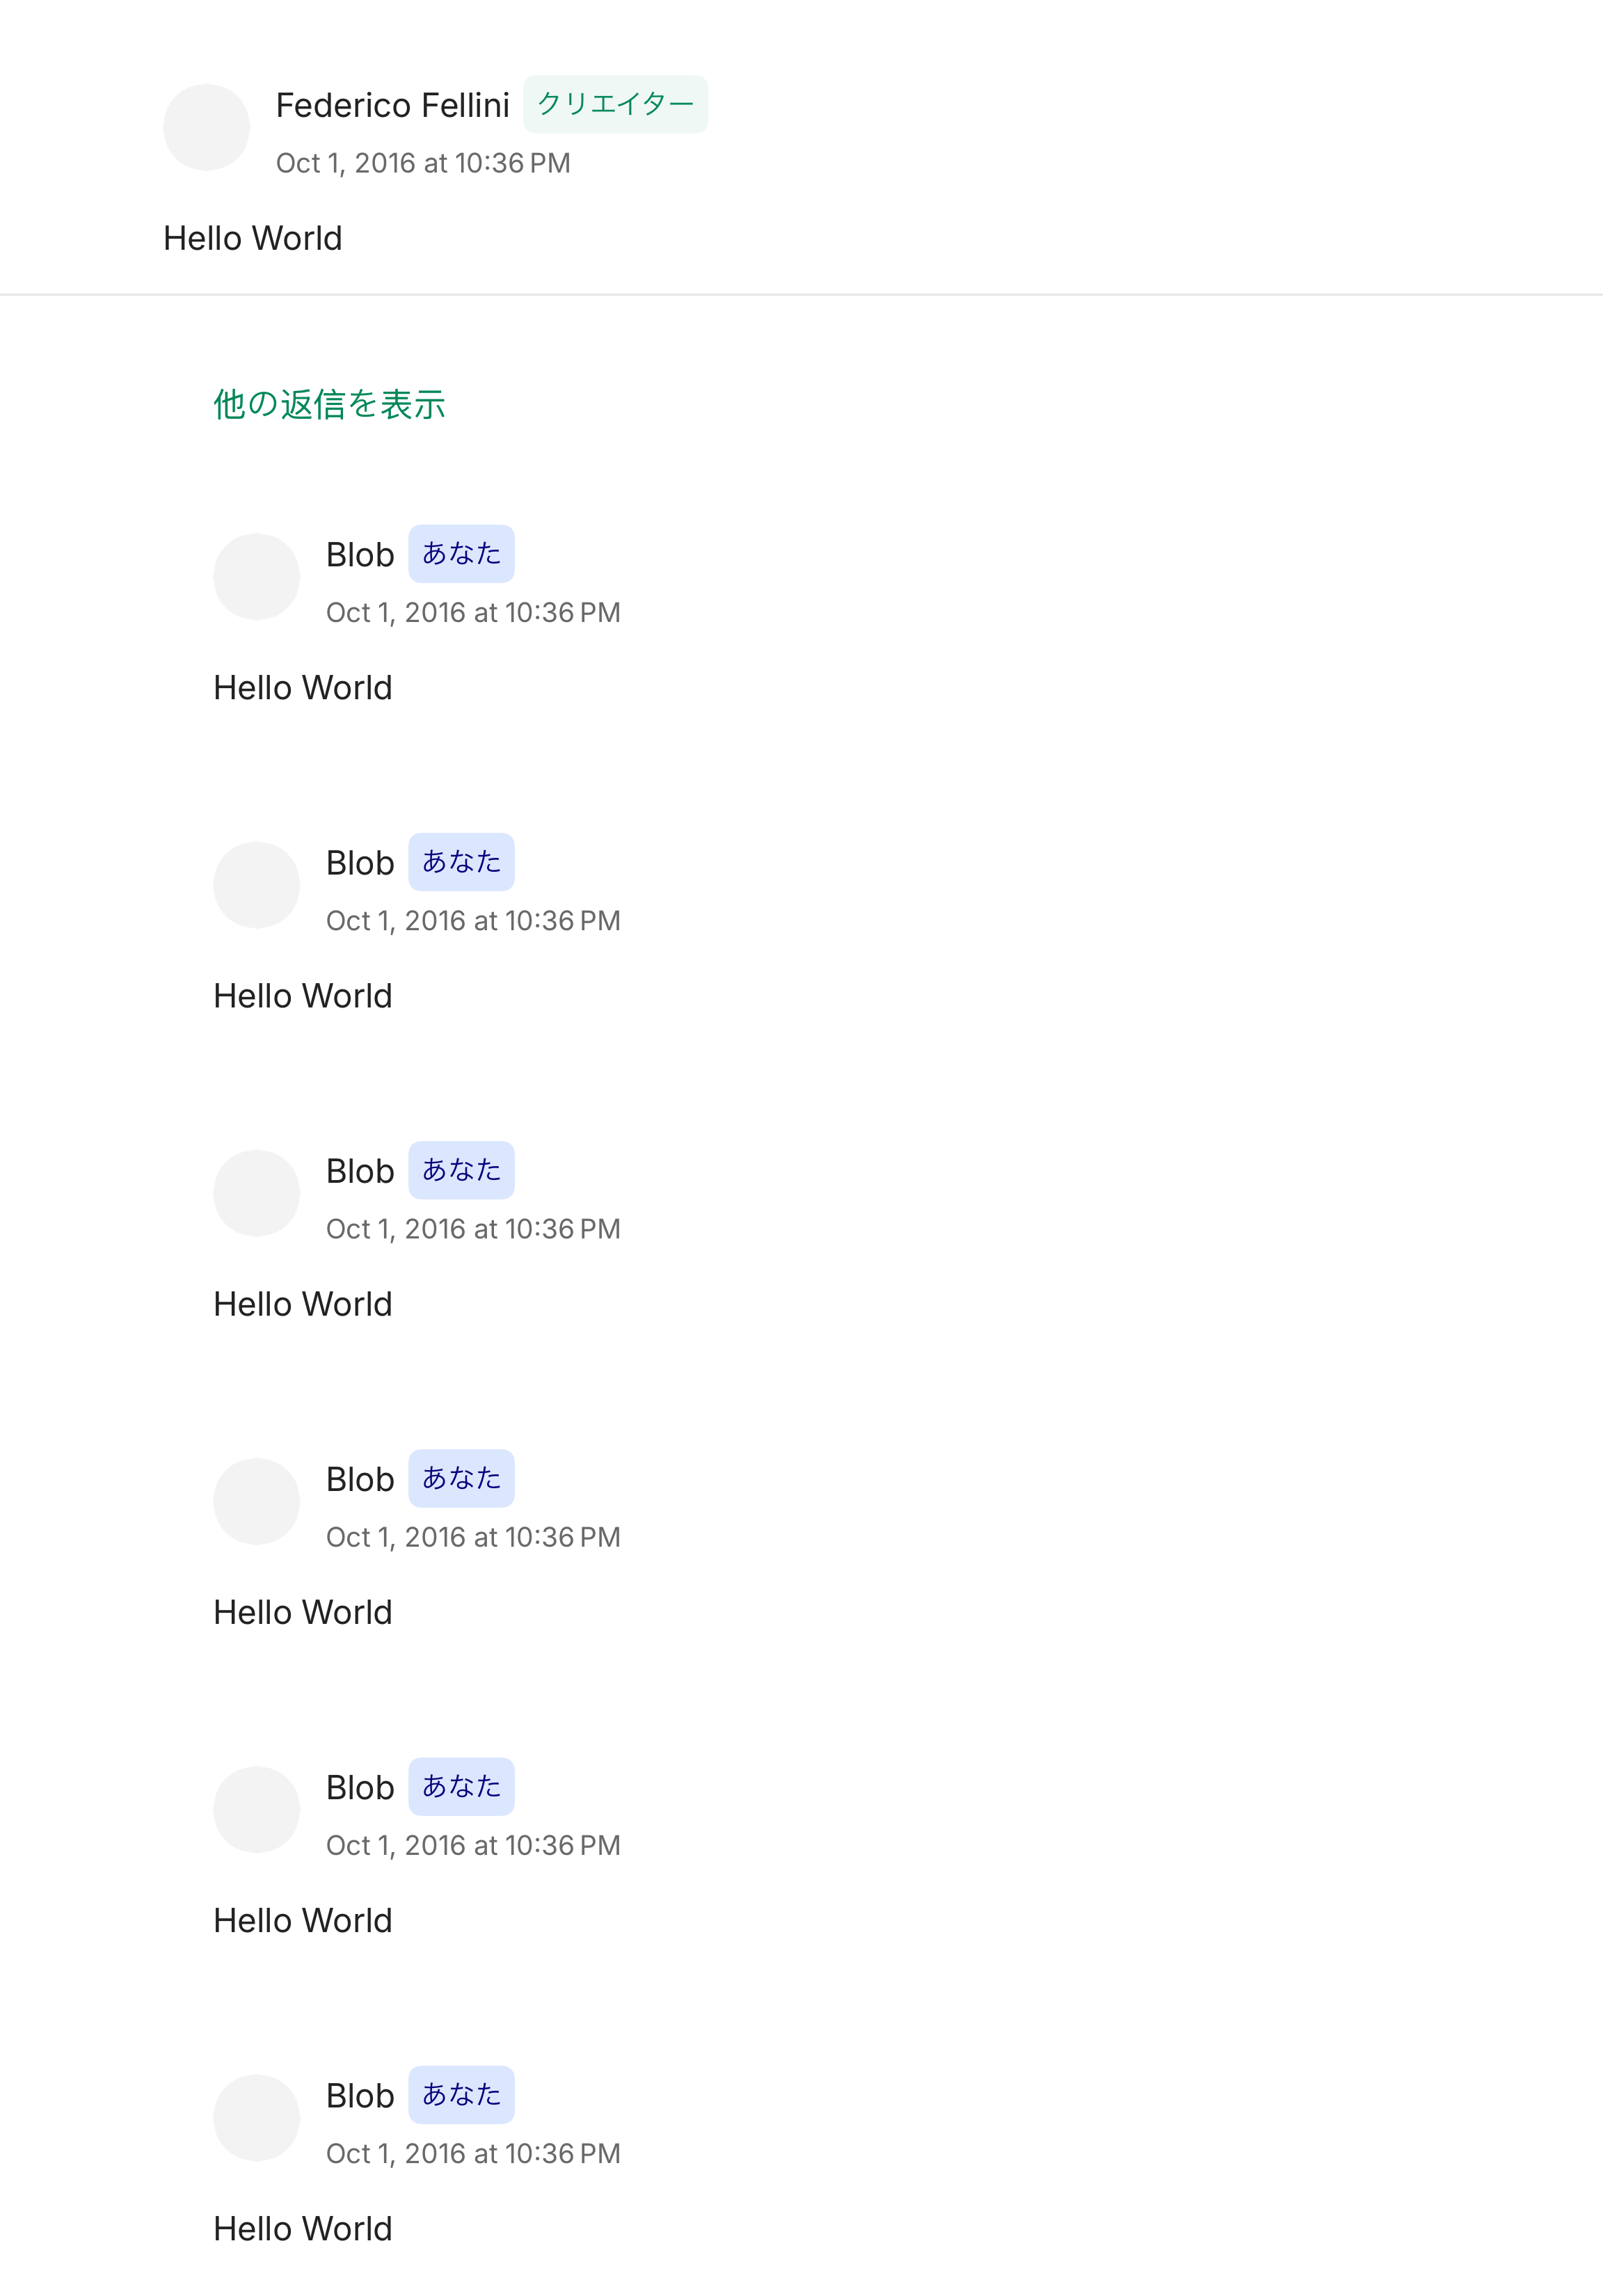 Federico Fellini クリエイター
Oct 1, 2016 at 10:36 PM
Hello World
他の返信を表示
Blob あなた
Oct 1, 2016 at 10:36 PM
Hello World
Blob あなた
Oct 1, 2016 at 10:36 PM
Hello World
Blob あなた
Oct 1, 2016 at 10:36 PM
Hello World
Blob あなた
Oct 1, 2016 at 10:36 PM
Hello World
Blob あなた
Oct 1, 2016 at 10:36 PM
Hello World
Blob あなた
Oct 1, 2016 at 10:36 PM
Hello World